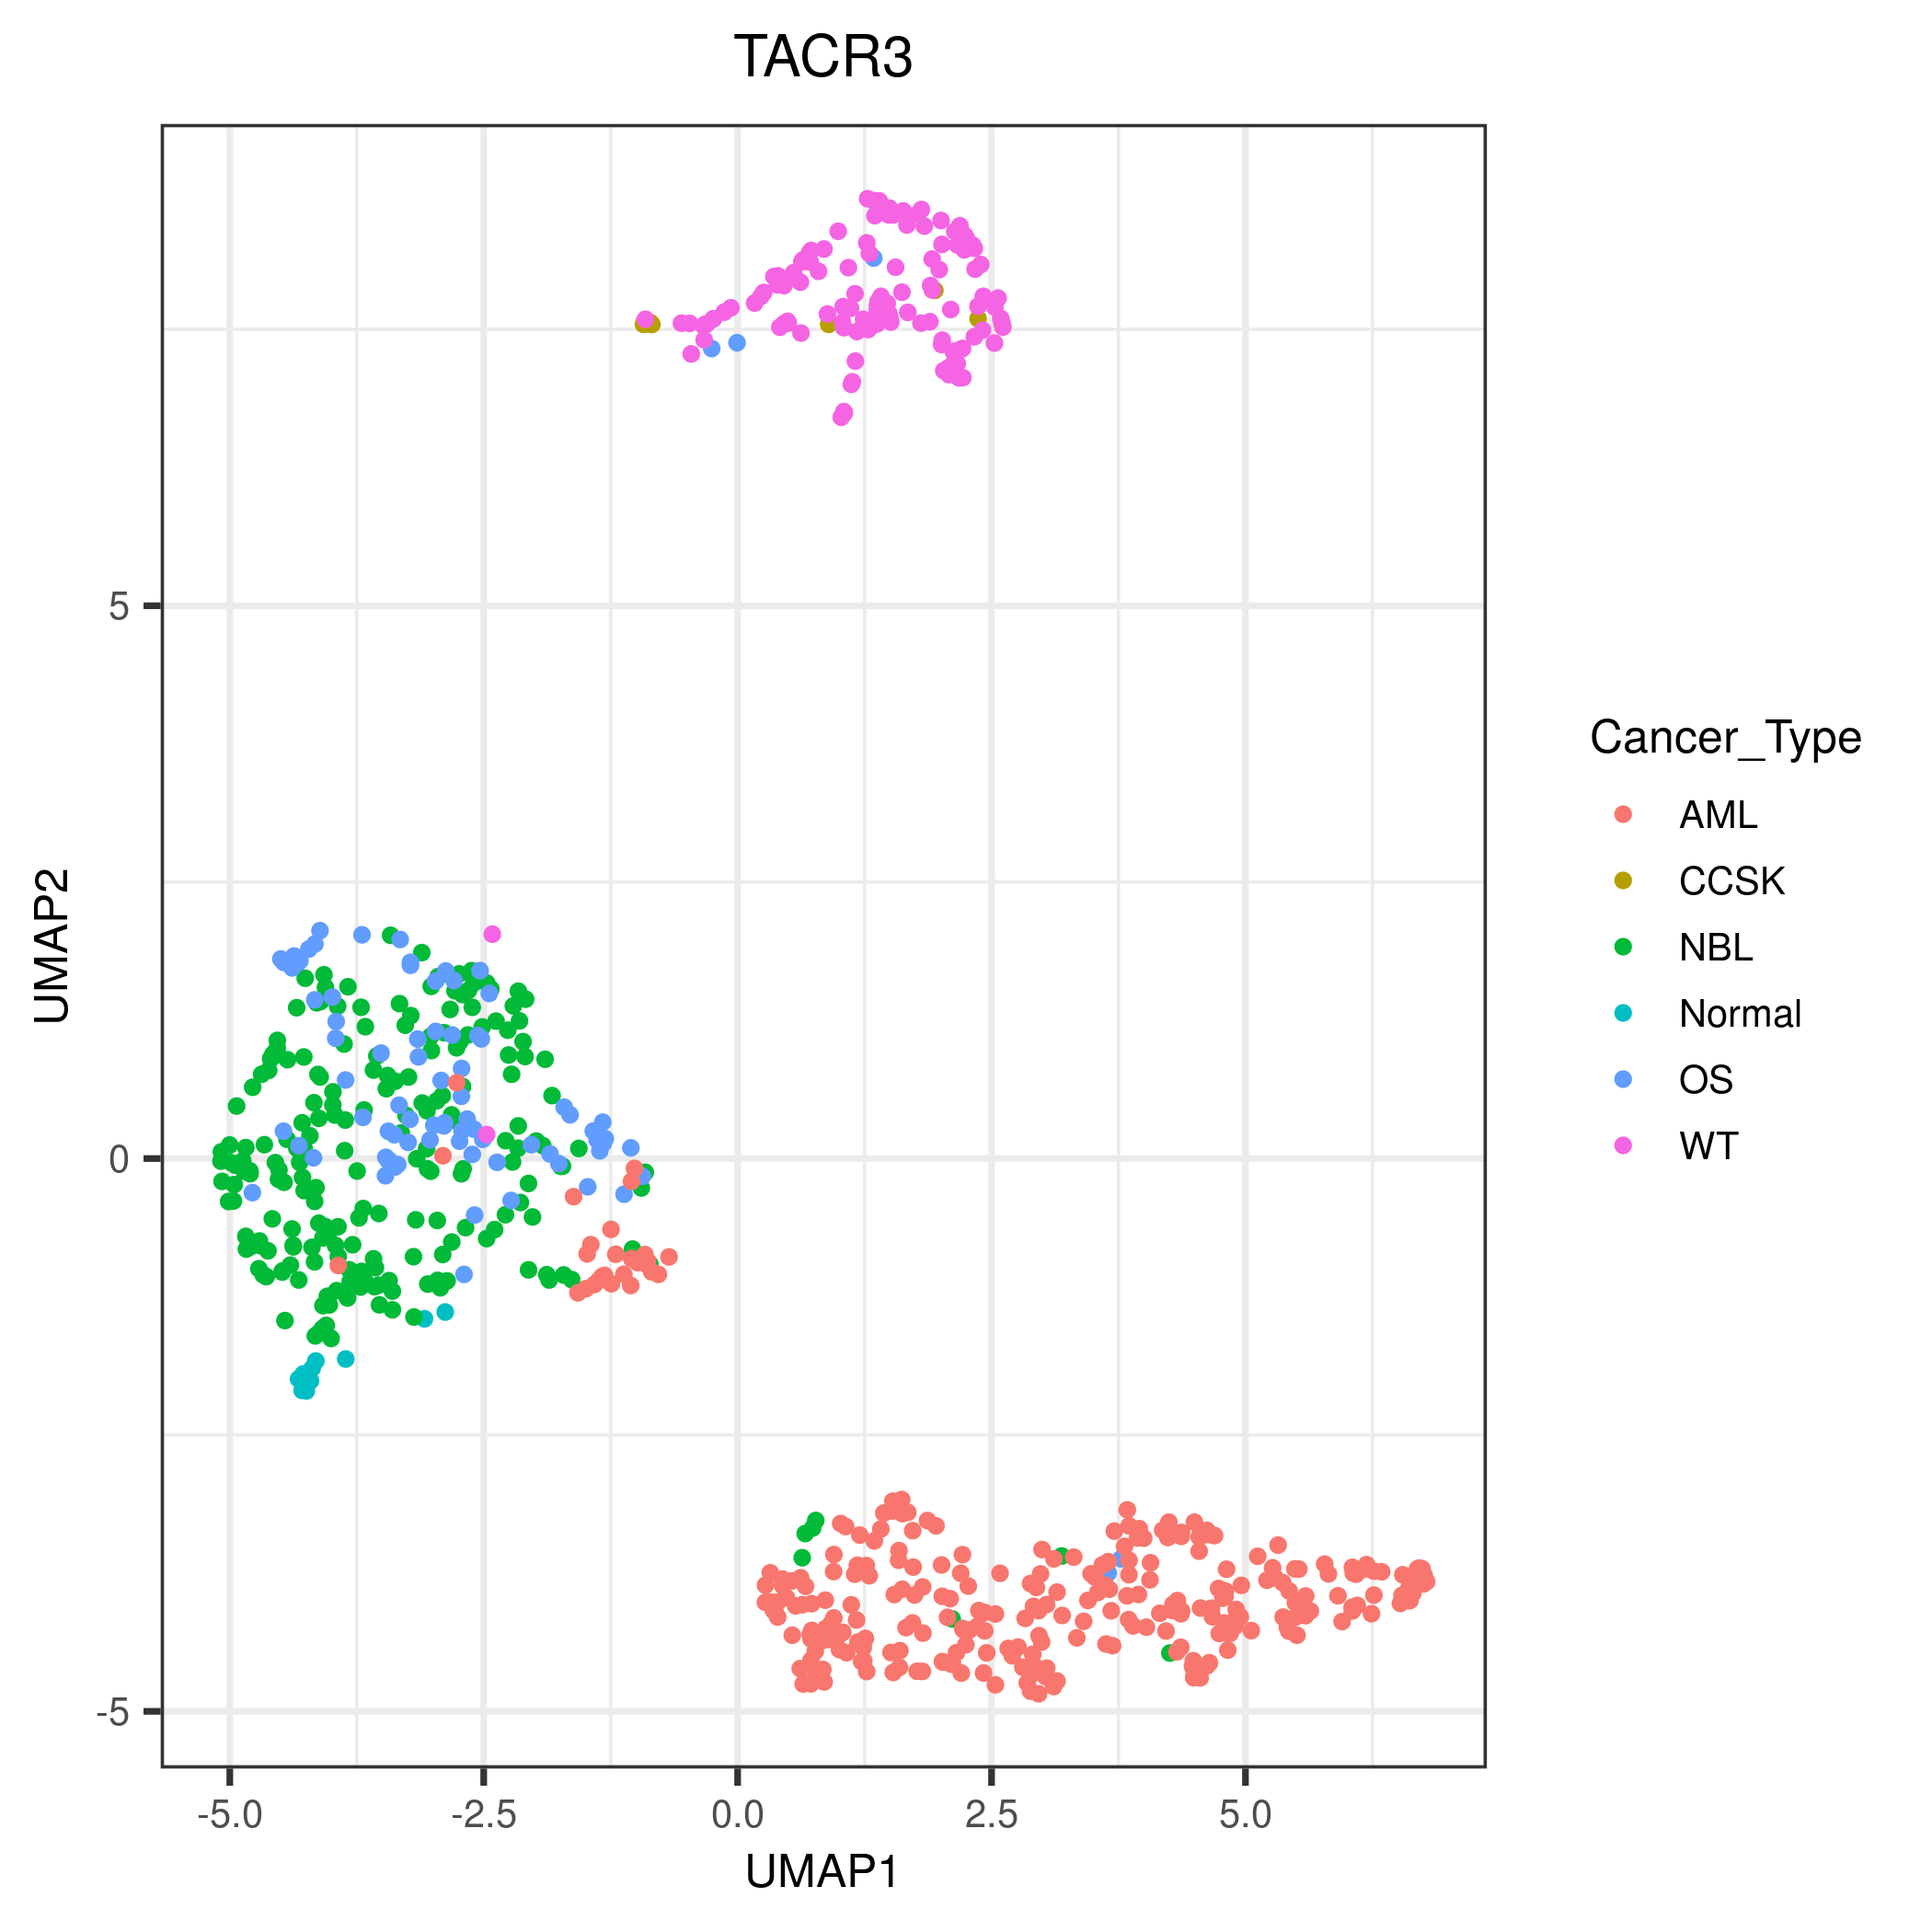 TACR3
UMAP2
5
0
-5
-5.0
-2.5
0.0
2.5
5.0
UMAP1
Cancer_Type
AML
CCSK
NBL
Normal
OS
WT